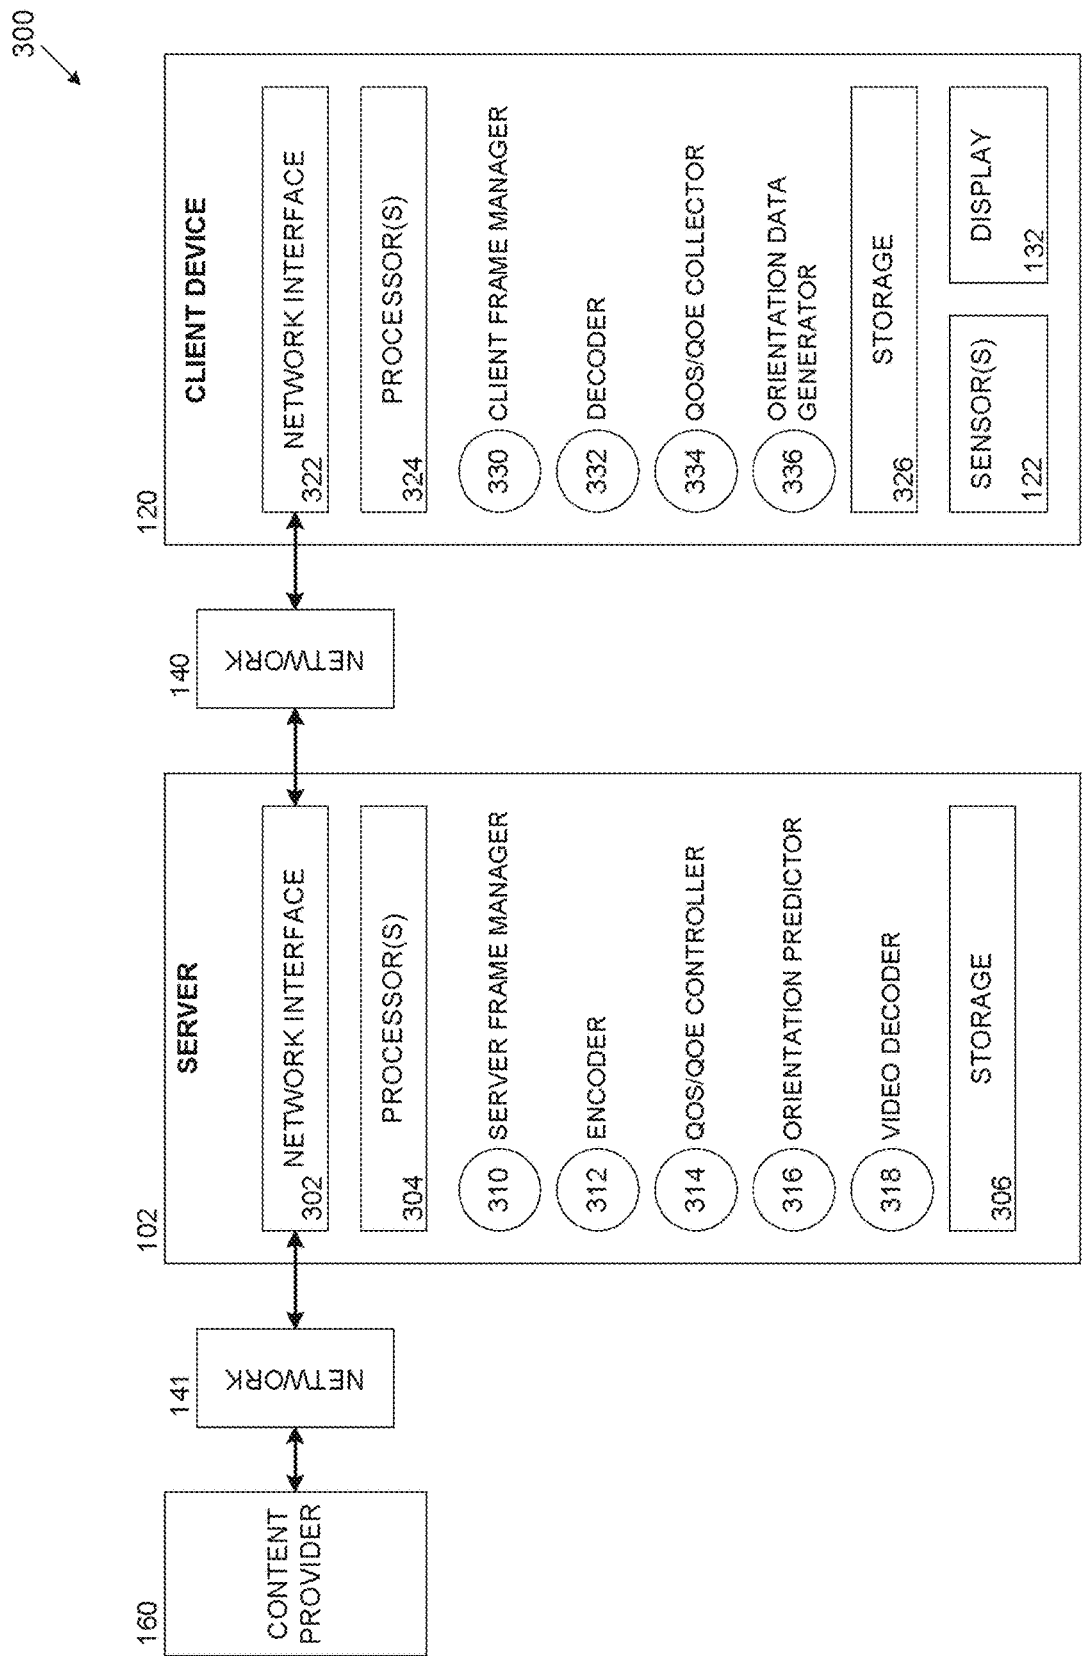 300
160
CONTENT
PROVIDER
141
NETWORK
102
SERVER
NETWORK INTERFACE
302
PROCESSOR(S)
304
310 SERVER FRAME MANAGER
312 ENCODER
314 QOS/QOE CONTROLLER
316 ORIENTATION PREDICTOR
318 VIDEO DECODER
STORAGE
306
140
NETWORK
120
CLIENT DEVICE
NETWORK INTERFACE
322
PROCESSOR(S)
324
330 CLIENT FRAME MANAGER
332 DECODER
334 QOS/QOE COLLECTOR
336 ORIENTATION DATA
GENERATOR
STORAGE
326
SENSOR(S)
122
DISPLAY
132